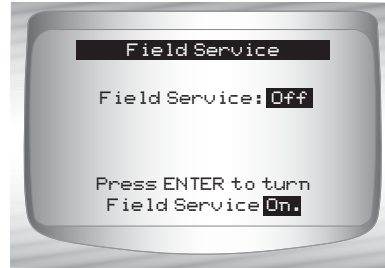 Field Service
Field Service: Off
Press ENTER to turn
Field Service On.